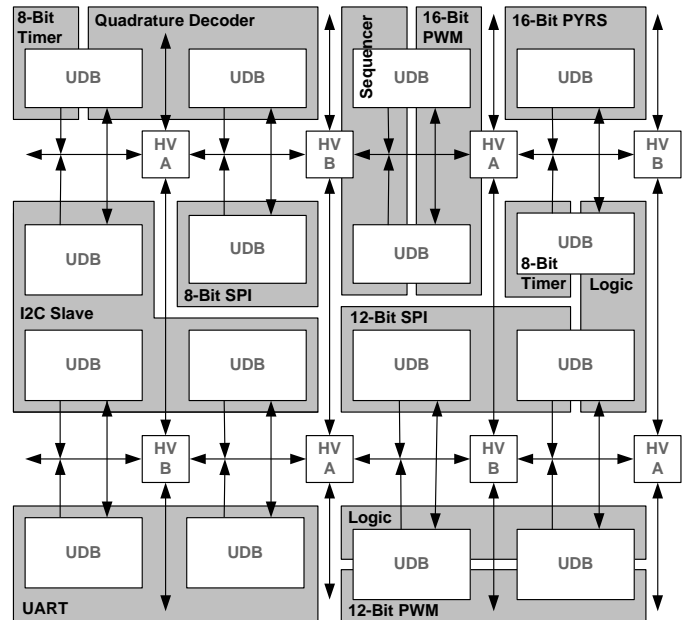 8-Bit
Timer
Quadrature Decoder
Sequencer
16-Bit
PWM
16-Bit PYRS
UDB
UDB
UDB
UDB
HV
A
HV
B
HV
A
HV
B
UDB
UDB
UDB
UDB
8-Bit
Timer
Logic
8-Bit SPI
I2C Slave
12-Bit SPI
UDB
UDB
UDB
UDB
HV
B
HV
A
HV
B
HV
A
Logic
UDB
UDB
UDB
UDB
UART
12-Bit PWM